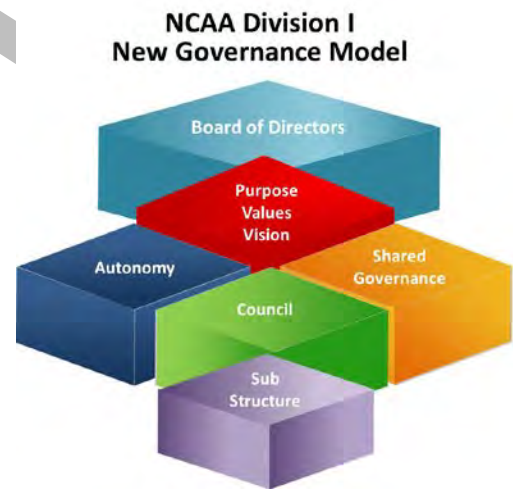 NCAA Division I
New Governance Model
Board of Directors
Purpose
Values
Vision
Autonomy
Shared
Governance
Council
Sub
Structure